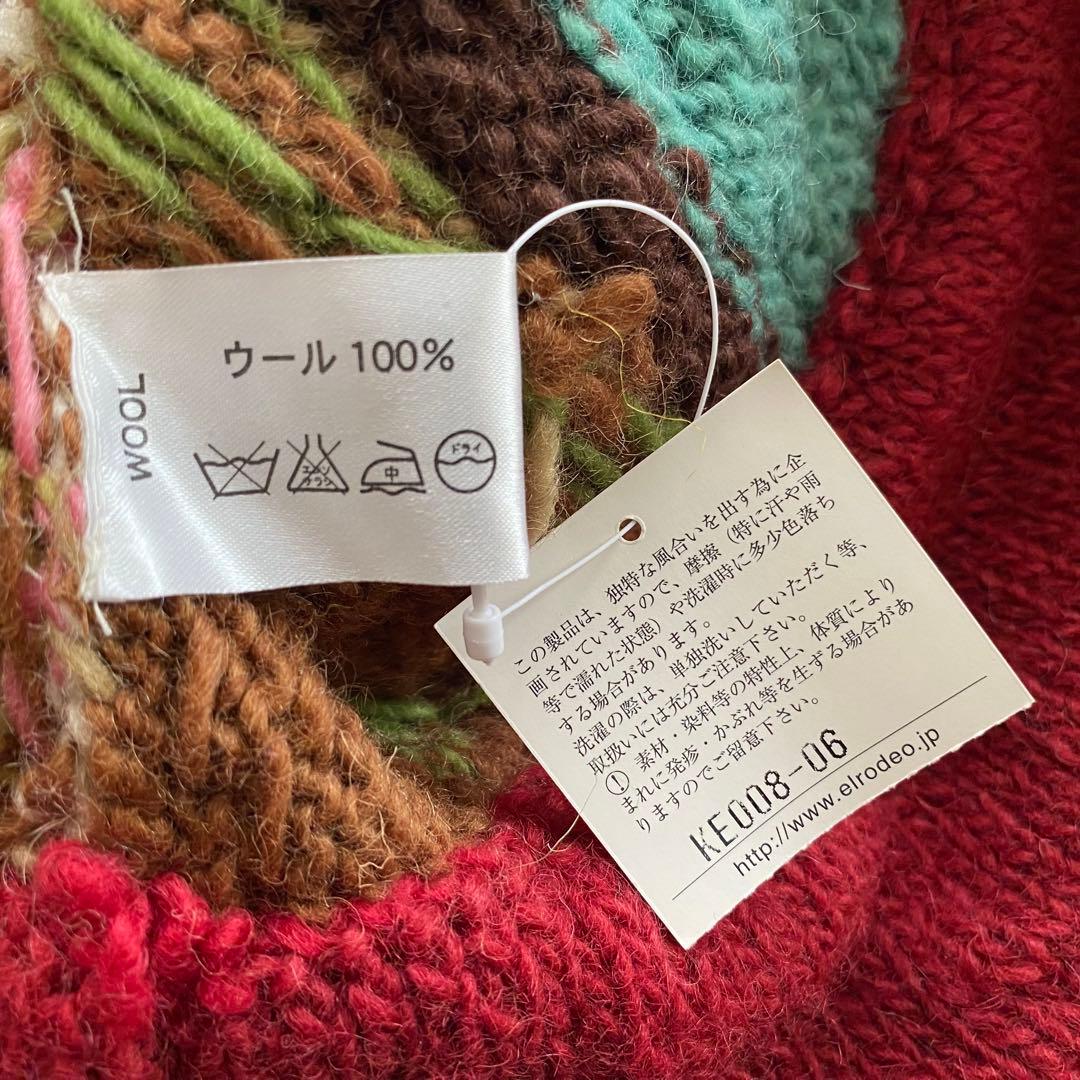 ウール 100%
WOOL
エンソ
サラシ
中
ドライ
この製品は、独特な風合いを出す為に企
画されていますので、摩擦（特に汗や雨
等で濡れた状態）や洗濯時に多少色落ち
する場合があります。
洗濯の際は、単独洗いしていただく等、
取扱いには充分ご注意下さい。
① 素材・染料等の特性上、体質により
まれに発疹・かぶれ等を生ずる場合があ
りますのでご留意下さい。
KE008-06
http://www.elrodeo.jp